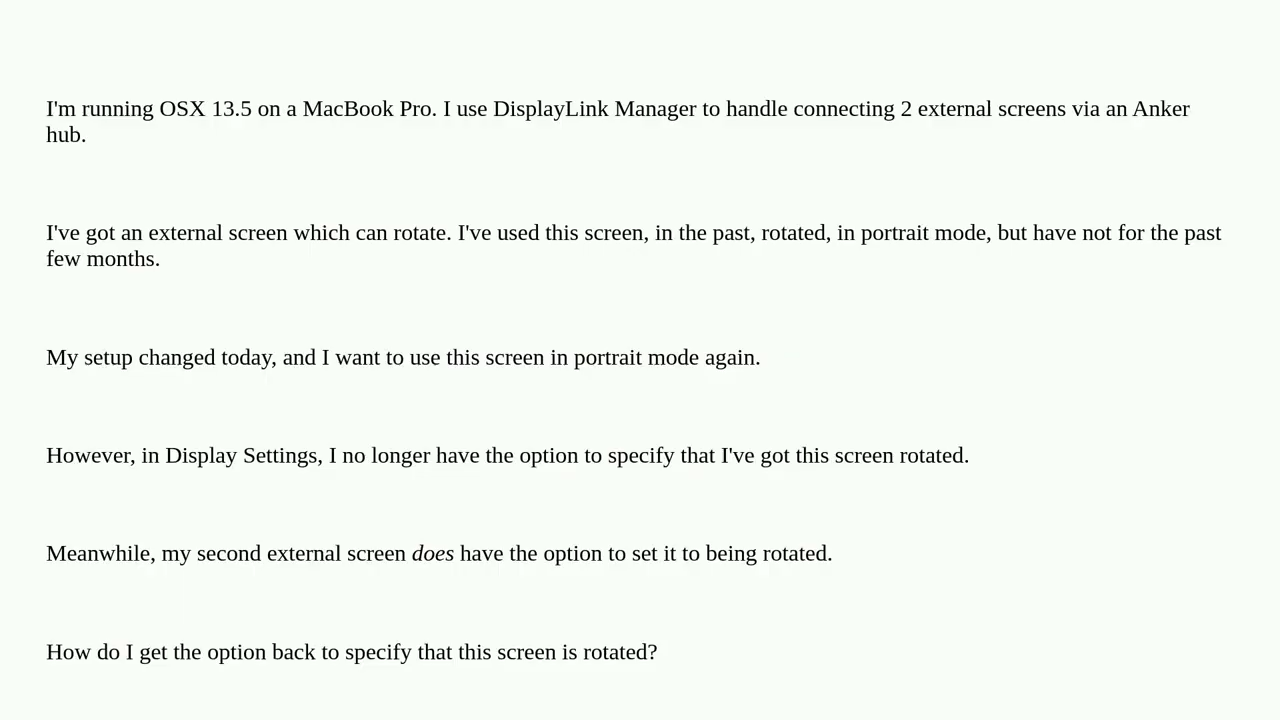 I'm running OSX 13.5 on a MacBook Pro. I use DisplayLink Manager to handle connecting 2 external screens via an Anker
hub.
I've got an external screen which can rotate. I've used this screen, in the past, rotated, in portrait mode, but have not for the past
few months.
My setup changed today, and I want to use this screen in portrait mode again.
However, in Display Settings, I no longer have the option to specify that I've got this screen rotated.
Meanwhile, my second external screen does have the option to set it to being rotated.
How do I get the option back to specify that this screen is rotated?